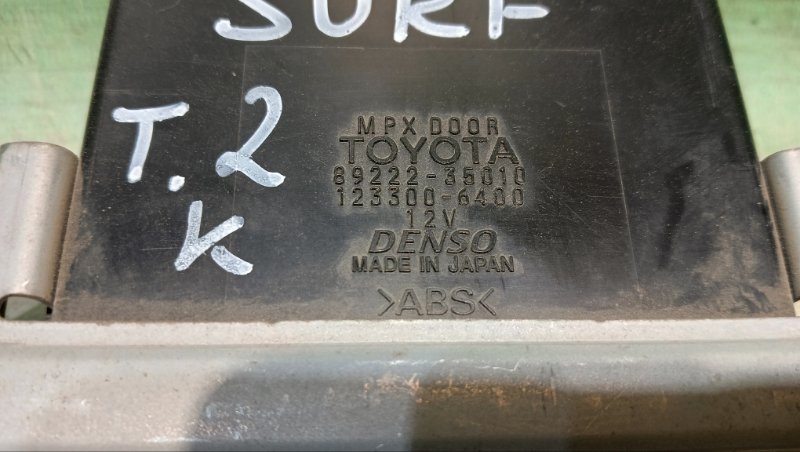 SURF
T.2
K
MPX DOOR
TOYOTA
89222-35010
123300-6400
12V
DENSO
MADE IN JAPAN
>ABS<